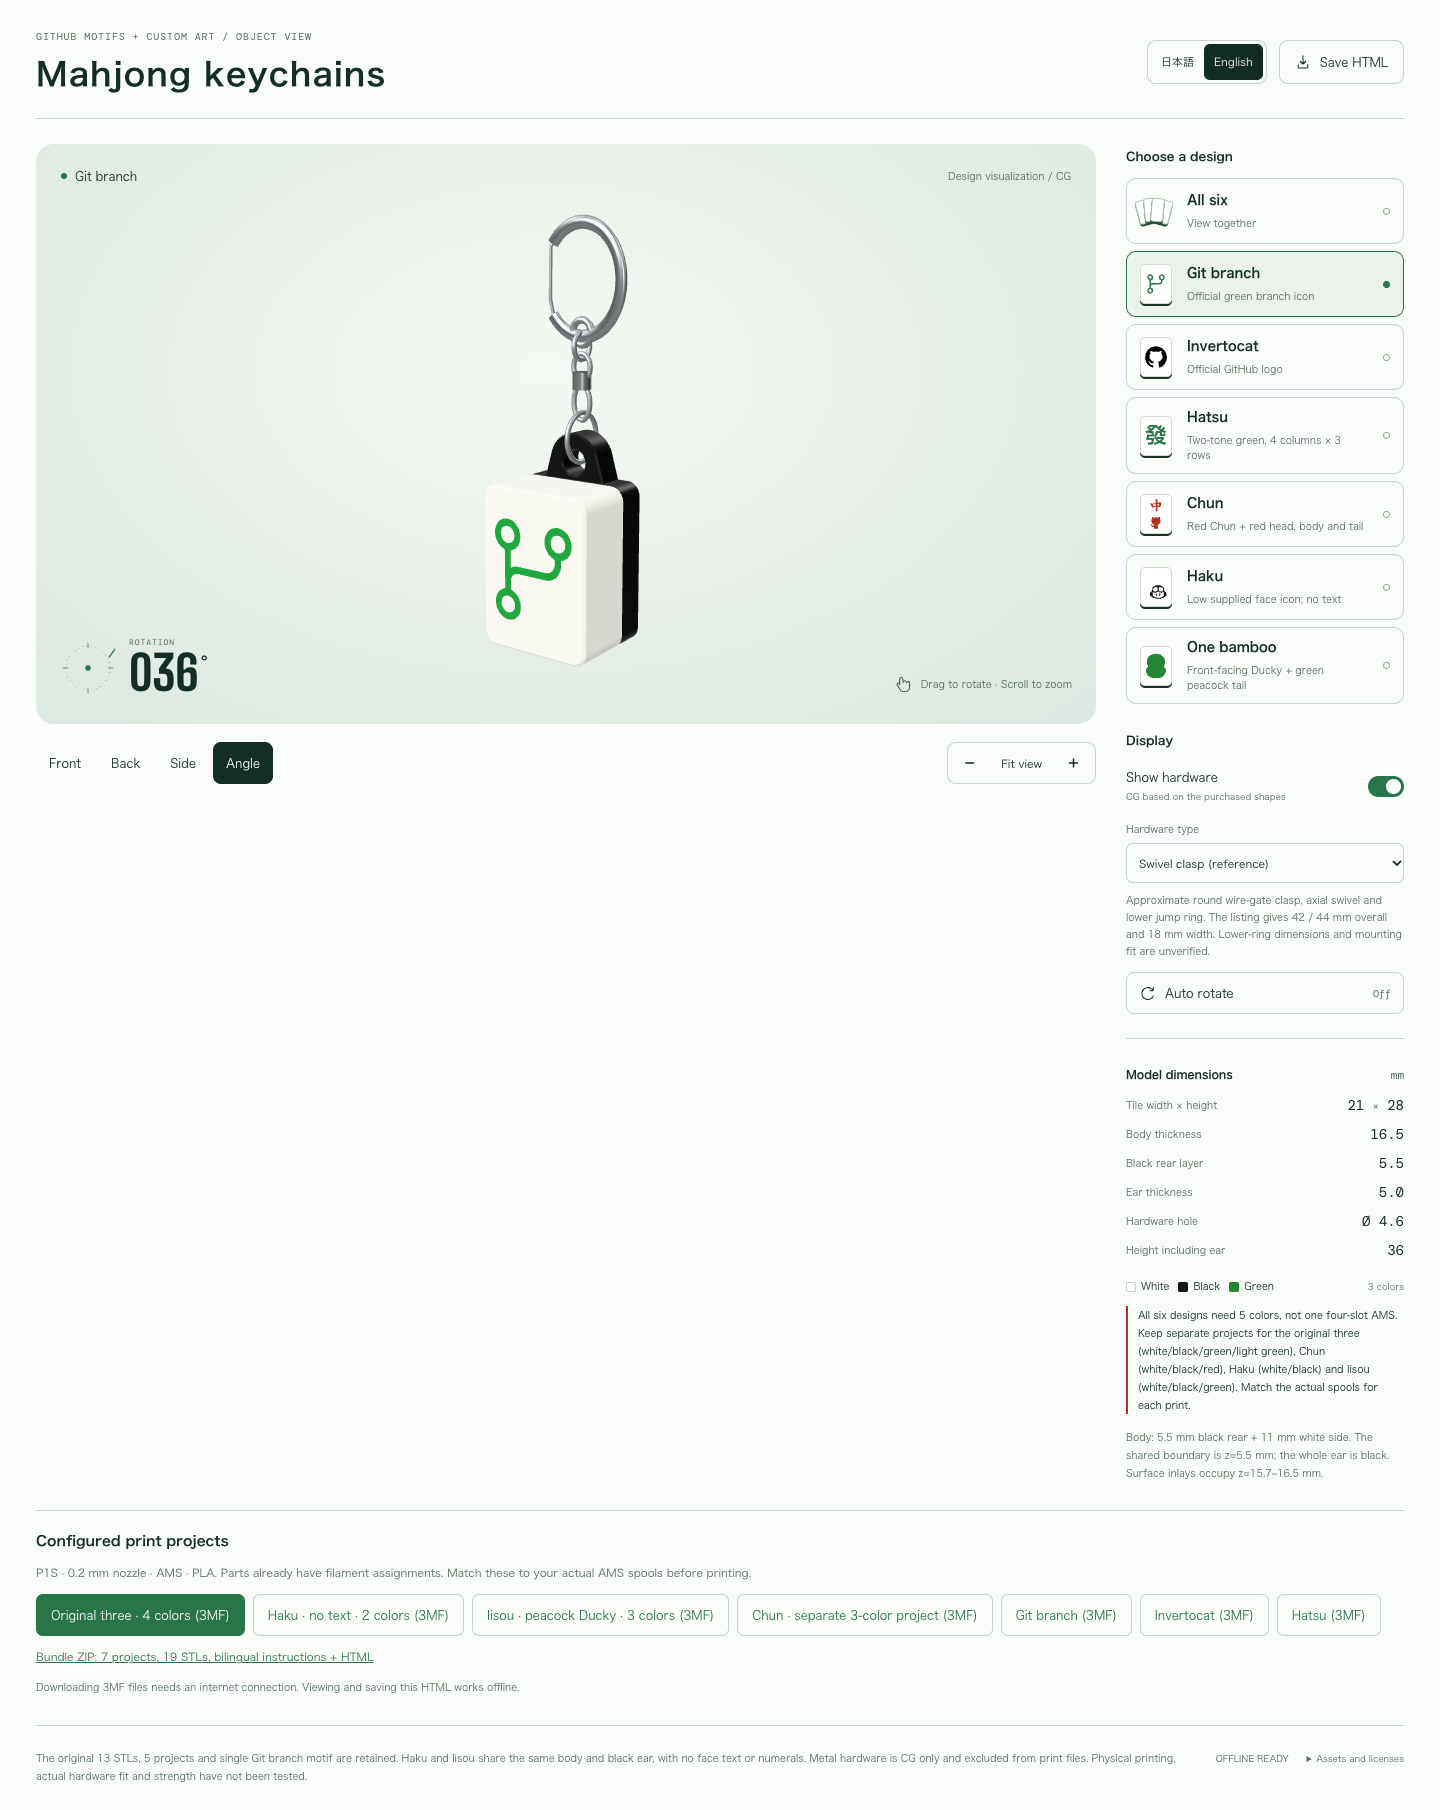 GITHUB MOTIFS + CUSTOM ART / OBJECT VIEW
Mahjong keychains
日本語
English
Save HTML
Git branch
Design visualization / CG
ROTATION
036°
Drag to rotate · Scroll to zoom
Front
Back
Side
Angle
−
Fit view
+
Choose a design
All six
View together
Git branch
Official green branch icon
Invertocat
Official GitHub logo
發
Hatsu
Two-tone green, 4 columns × 3
rows
中
Chun
Red Chun + red head, body and tail
Haku
Low supplied face icon; no text
One bamboo
Front-facing Ducky + green
peacock tail
Display
Show hardware
CG based on the purchased shapes
Hardware type
Swivel clasp (reference)
Approximate round wire-gate clasp, axial swivel and
lower jump ring. The listing gives 42 / 44 mm overall
and 18 mm width. Lower-ring dimensions and mounting
fit are unverified.
Auto rotate
Off
Model dimensions
mm
Tile width × height
21 × 28
Body thickness
16.5
Black rear layer
5.5
Ear thickness
5.0
Hardware hole
Ø 4.6
Height including ear
36
White
Black
Green
3 colors
All six designs need 5 colors, not one four-slot AMS.
Keep separate projects for the original three
(white/black/green/light green), Chun
(white/black/red), Haku (white/black) and Iisou
(white/black/green). Match the actual spools for
each print.
Body: 5.5 mm black rear + 11 mm white side. The
shared boundary is z=5.5 mm; the whole ear is black.
Surface inlays occupy z=15.7–16.5 mm.
Configured print projects
P1S · 0.2 mm nozzle · AMS · PLA. Parts already have filament assignments. Match these to your actual AMS spools before printing.
Original three · 4 colors (3MF)
Haku · no text · 2 colors (3MF)
Iisou · peacock Ducky · 3 colors (3MF)
Chun · separate 3-color project (3MF)
Git branch (3MF)
Invertocat (3MF)
Hatsu (3MF)
Bundle ZIP: 7 projects, 19 STLs, bilingual instructions + HTML
Downloading 3MF files needs an internet connection. Viewing and saving this HTML works offline.
The original 13 STLs, 5 projects and single Git branch motif are retained. Haku and Iisou share the same body and black ear, with no face text or numerals. Metal hardware is CG only and excluded from print files. Physical printing,
actual hardware fit and strength have not been tested.
OFFLINE READY
Assets and licenses